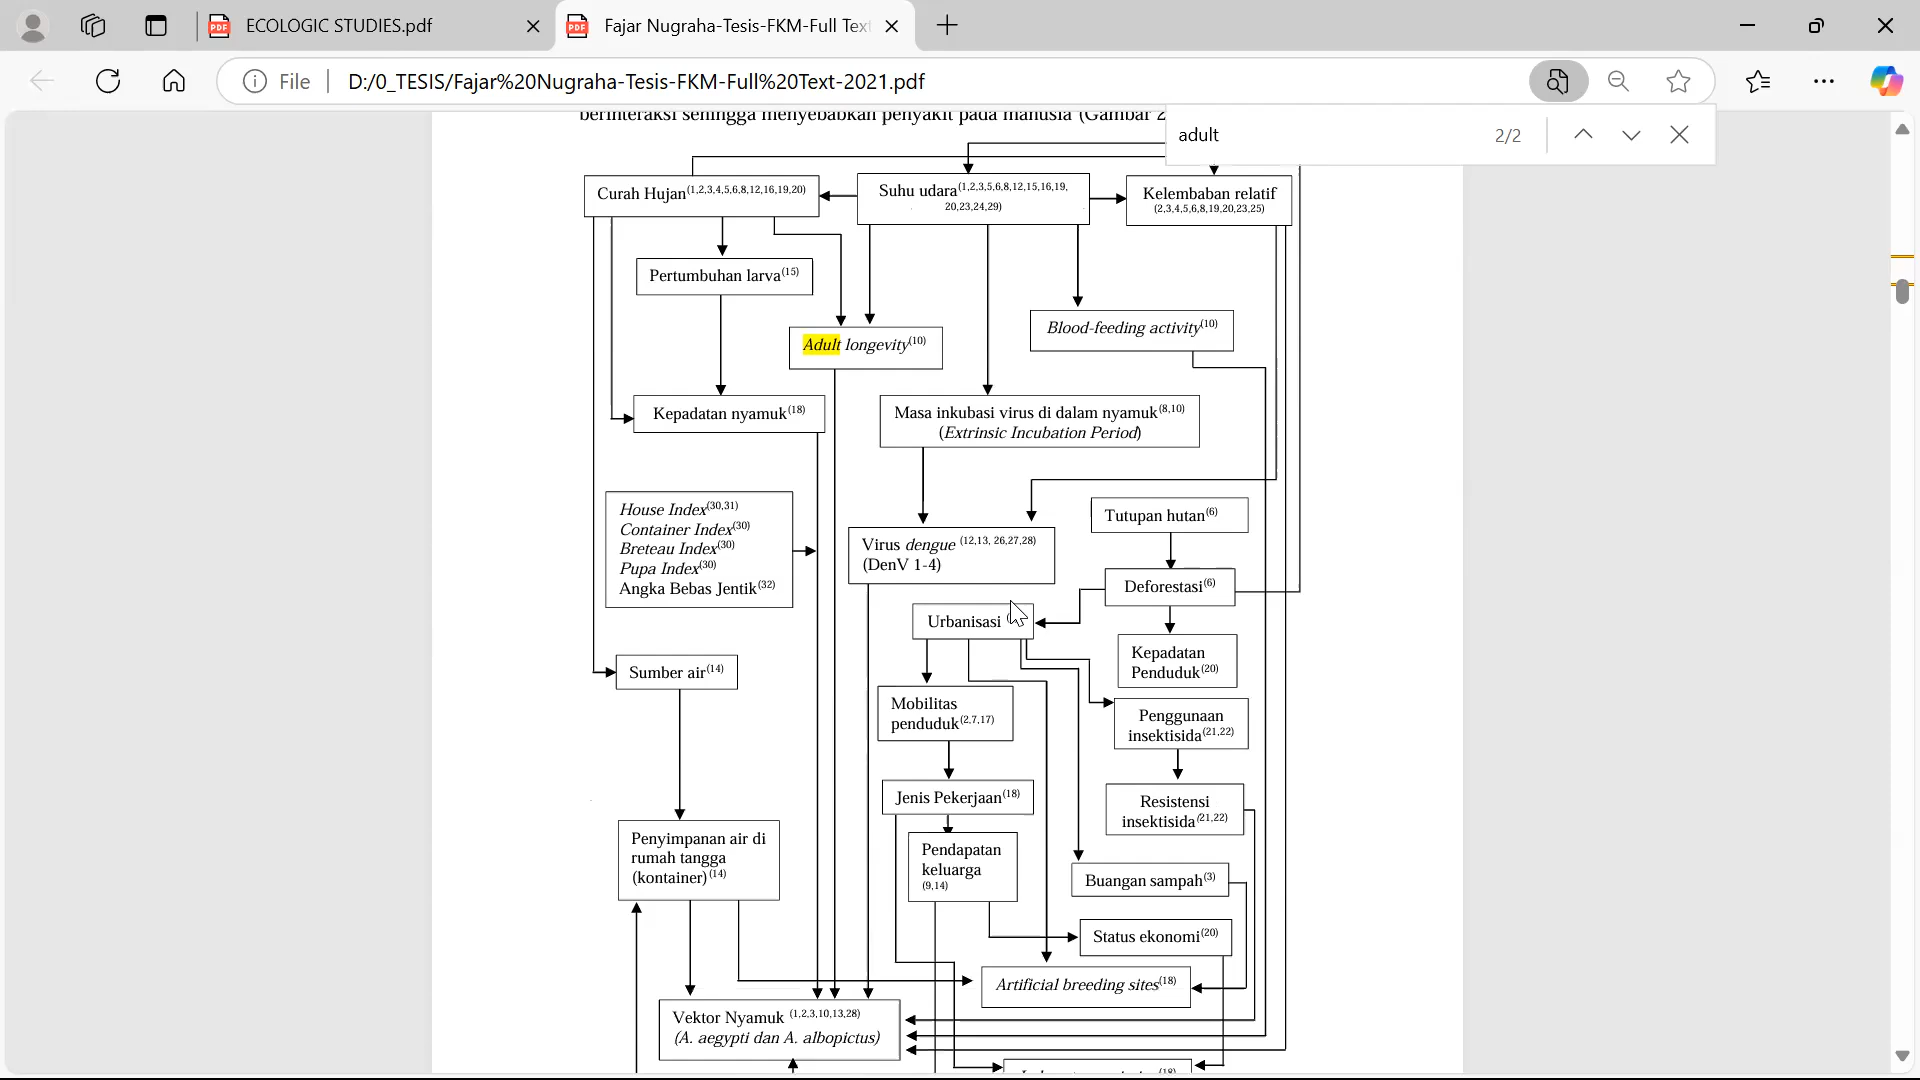 ECOLOGIC STUDIES.pdf
Fajar Nugraha-Tesis-FKM-Full Tex
File
D:/0_TESIS/Fajar%20Nugraha-Tesis-FKM-Full%20Text-2021.pdf
berinteraksi sehingga menyebabkan penyakit pada manusia (Gambar 2
adult
2/2
Curah Hujan(1,2,3,4,5,6,8,12,16,19,20)
Suhu udara(1,2,3,5,6,8,12,15,16,19,
20,23,24,29)
Kelembaban relatif
(2,3,4,5,6,8,19,20,23,25)
Pertumbuhan larva(15)
Adult longevity(10)
Blood-feeding activity(10)
Kepadatan nyamuk(18)
Masa inkubasi virus di dalam nyamuk(8,10)
(Extrinsic Incubation Period)
House Index(30,31)
Container Index(30)
Breteau Index(30)
Pupa Index(30)
Angka Bebas Jentik(32)
Virus dengue (12,13, 26,27,28)
(DenV 1-4)
Tutupan hutan(6)
Deforestasi(6)
Urbanisasi
Kepadatan
Penduduk(20)
Sumber air(14)
Mobilitas
penduduk(2,7,17)
Penggunaan
insektisida(21,22)
Jenis Pekerjaan(18)
Resistensi
insektisida(21,22)
Penyimpanan air di
rumah tangga
(kontainer)(14)
Pendapatan
keluarga
(9,14)
Buangan sampah(3)
Status ekonomi(20)
Artificial breeding sites(18)
Vektor Nyamuk (1,2,3,10,13,28)
(A. aegypti dan A. albopictus)